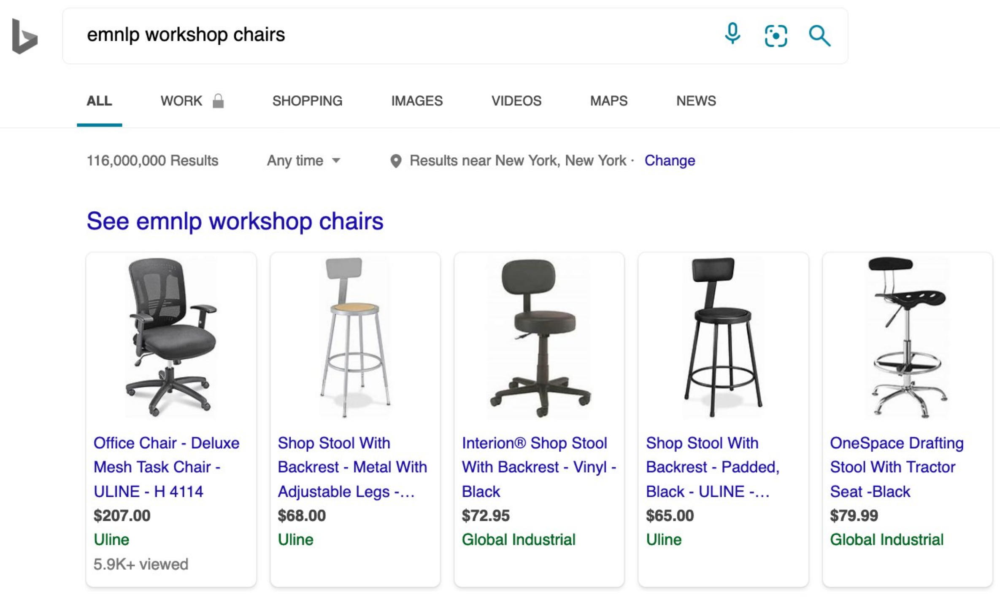 emnlp workshop chairs
ALL WORK SHOPPING IMAGES VIDEOS MAPS NEWS
116,000,000 Results Any time Results near New York, New York · Change
See emnlp workshop chairs
Office Chair - Deluxe
Mesh Task Chair -
ULINE - H 4114
$207.00
Uline
5.9K+ viewed
Shop Stool With
Backrest - Metal With
Adjustable Legs -...
$68.00
Uline
Interion® Shop Stool
With Backrest - Vinyl -
Black
$72.95
Global Industrial
Shop Stool With
Backrest - Padded,
Black - ULINE -...
$65.00
Uline
OneSpace Drafting
Stool With Tractor
Seat -Black
$79.99
Global Industrial